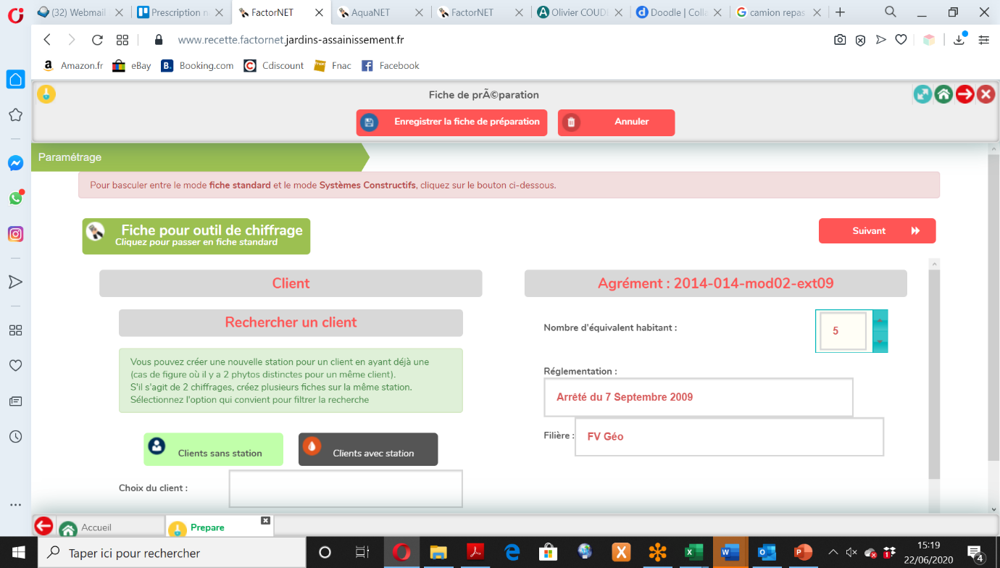 (32) Webmail
Prescription n
FactorNET
AquaNET
FactorNET
Olivier COUD
Doodle | Coll
camion repas
www.recette.factornet.jardins-assainissement.fr
Amazon.fr
eBay
Booking.com
Cdiscount
Fnac
Facebook
Fiche de prÃ©paration
Enregistrer la fiche de préparation
Annuler
Paramétrage
Pour basculer entre le mode fiche standard et le mode Systèmes Constructifs, cliquez sur le bouton ci-dessous.
Fiche pour outil de chiffrage
Cliquez pour passer en fiche standard
Suivant
Client
Rechercher un client
Vous pouvez créer une nouvelle station pour un client en ayant déjà une
(cas de figure où il y a 2 phytos distinctes pour un même client).
S'il s'agit de 2 chiffrages, créez plusieurs fiches sur la même station.
Sélectionnez l'option qui convient pour filtrer la recherche
Clients sans station
Clients avec station
Choix du client :
Agrément : 2014-014-mod02-ext09
Nombre d'équivalent habitant :
5
Réglementation :
Arrêté du 7 Septembre 2009
Filière :
FV Géo
Accueil
Prepare
Taper ici pour rechercher
15:19
22/06/2020
4